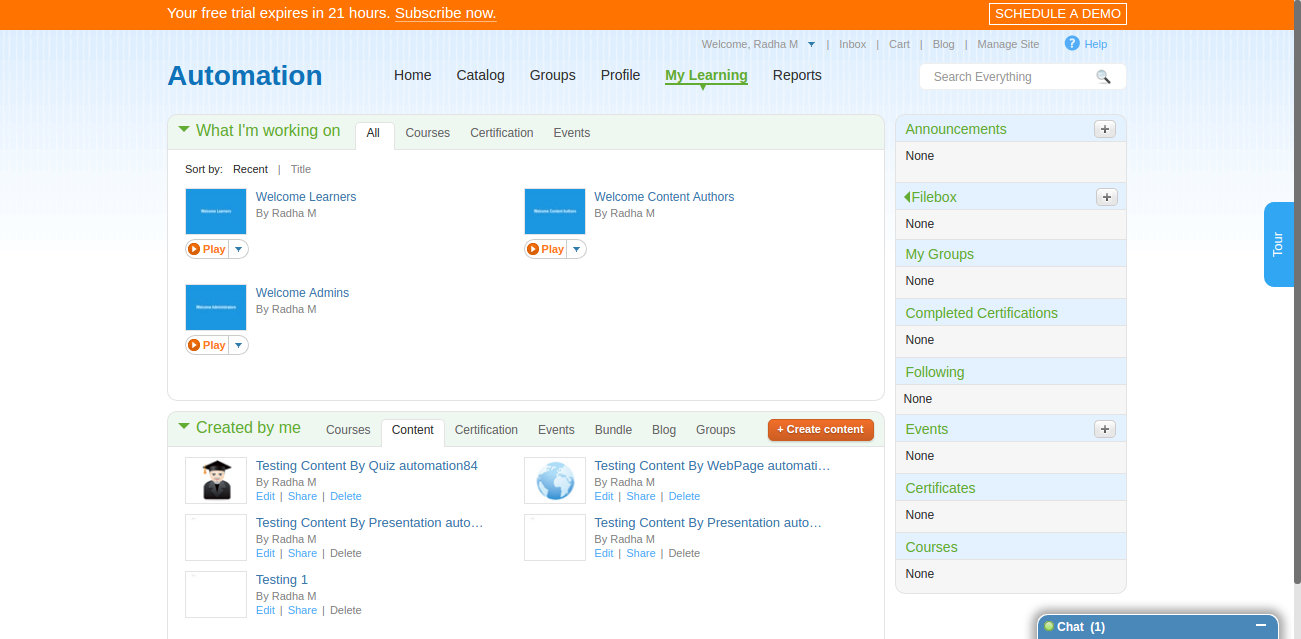 Your free trial expires in 21 hours. Subscribe now.
SCHEDULE A DEMO
Welcome, Radha M | Inbox | Cart | Blog | Manage Site
? Help
Automation
Home Catalog Groups Profile My Learning Reports
Search Everything
What I'm working on
All Courses Certification Events
Sort by: Recent | Title
Welcome Learners
Welcome Learners
By Radha M
Play
Welcome Content Authors
Welcome Content Authors
By Radha M
Play
Welcome Administrators
Welcome Admins
By Radha M
Play
Created by me
Courses Content Certification Events Bundle Blog Groups
+ Create content
Testing Content By Quiz automation84
By Radha M
Edit | Share | Delete
Testing Content By WebPage automati…
By Radha M
Edit | Share | Delete
Testing Content By Presentation auto…
By Radha M
Edit | Share | Delete
Testing Content By Presentation auto…
By Radha M
Edit | Share | Delete
Testing 1
By Radha M
Edit | Share | Delete
Announcements +
None
Filebox +
None
My Groups
None
Completed Certifications
None
Following
None
Events +
None
Certificates
None
Courses
None
Tour
Chat (1)